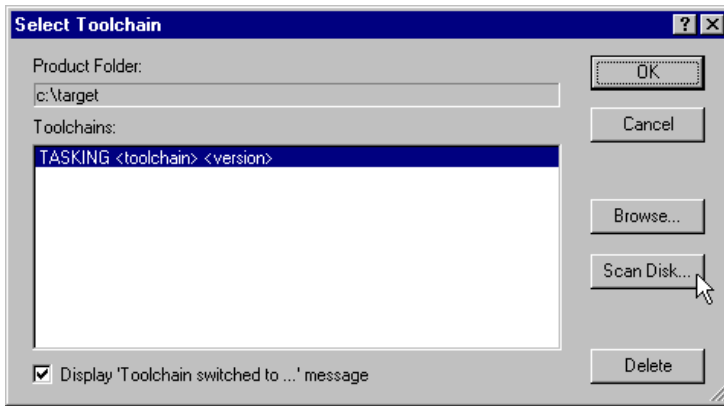 Select Toolchain
Product Folder:
c:\target
Toolchains:
TASKING <toolchain> <version>
Display 'Toolchain switched to ...' message
OK
Cancel
Browse...
Scan Disk...
Delete